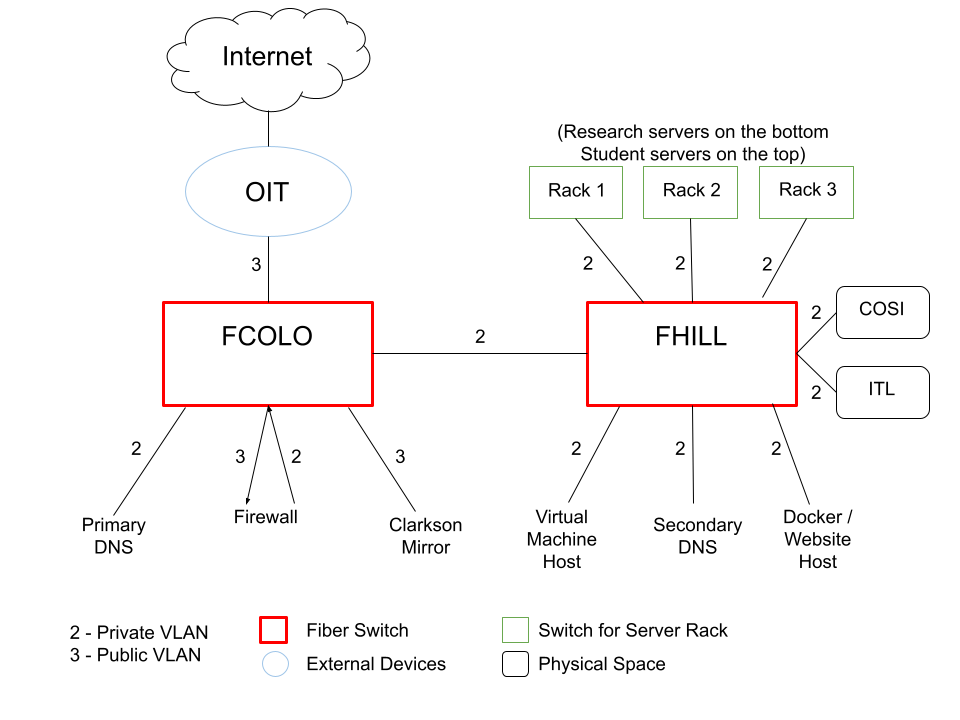 Internet
OIT
(Research servers on the bottom
Student servers on the top)
Rack 1
Rack 2
Rack 3
3
2
2
2
FCOLO
2
FHILL
2
COSI
2
ITL
2
3
2
3
2
2
2
Primary
DNS
Firewall
Clarkson
Mirror
Virtual
Machine
Host
Secondary
DNS
Docker /
Website
Host
2 - Private VLAN
3 - Public VLAN
Fiber Switch
External Devices
Switch for Server Rack
Physical Space